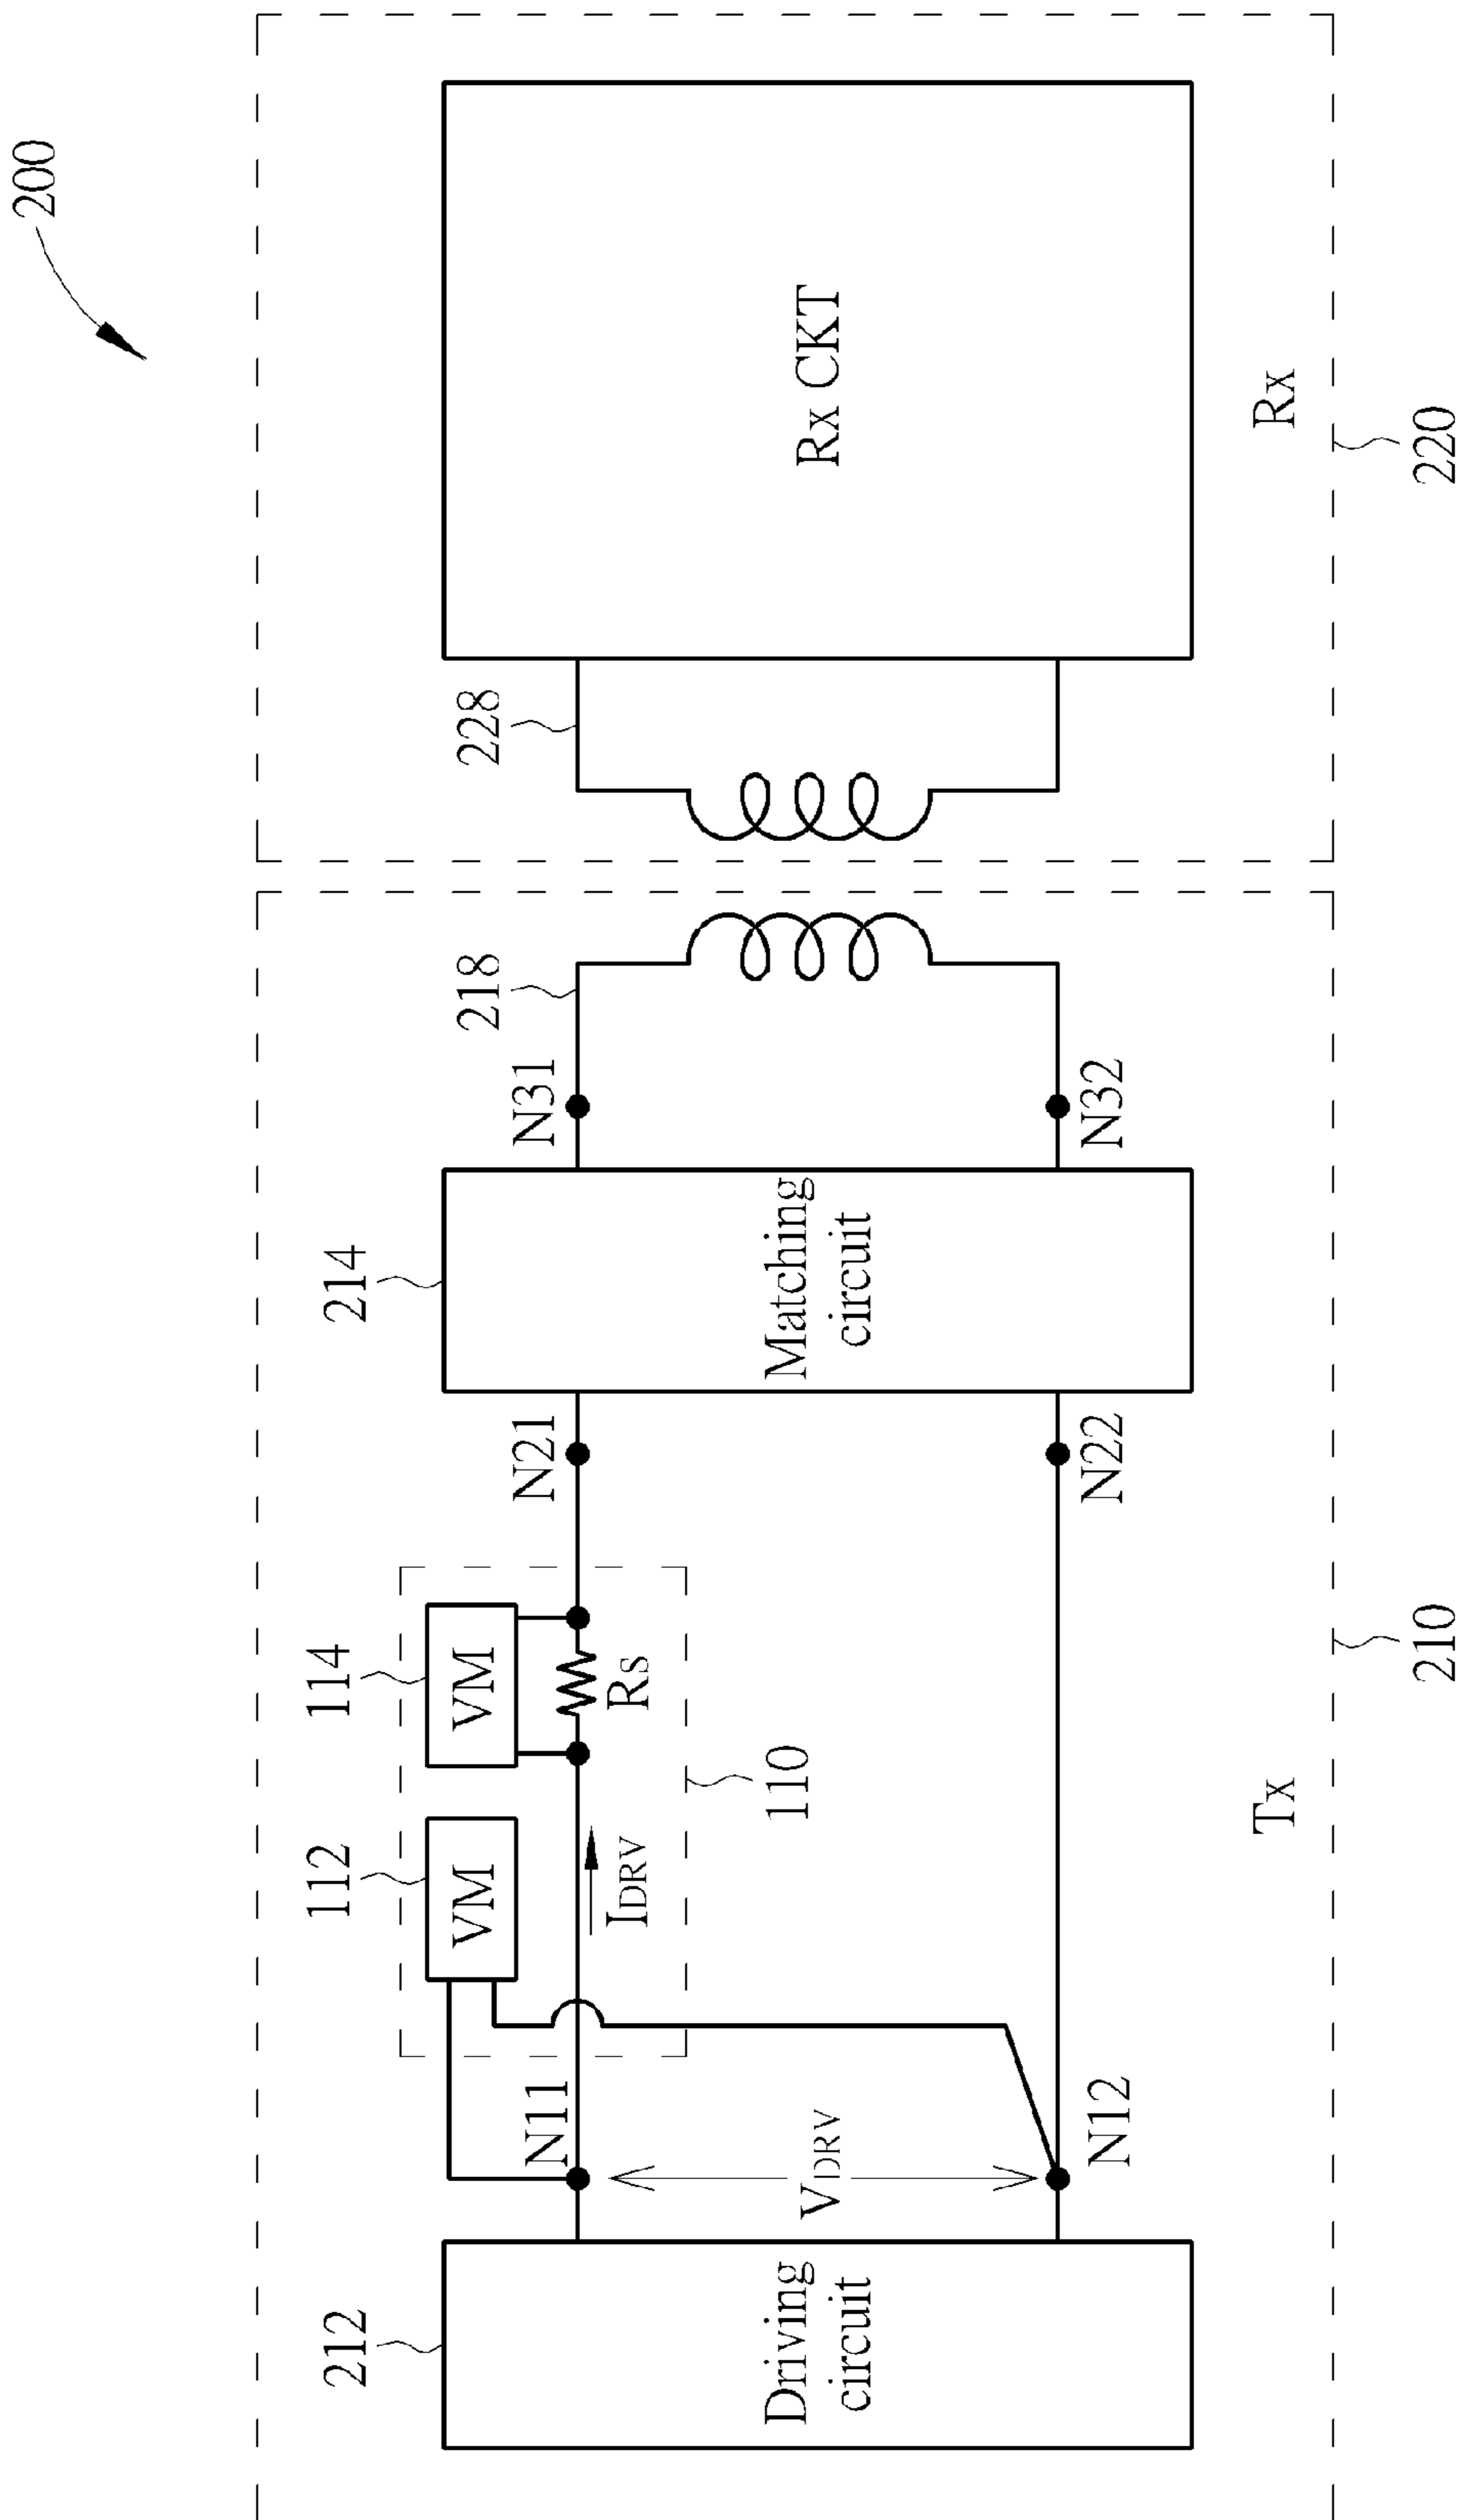 200
212
Driving
circuit
N11
VDRV
N12
112
VM
IDRV
114
VM
RS
110
N21
N22
214
Matching
circuit
N31
N32
218
Tx
210
228
Rx CKT
Rx
220